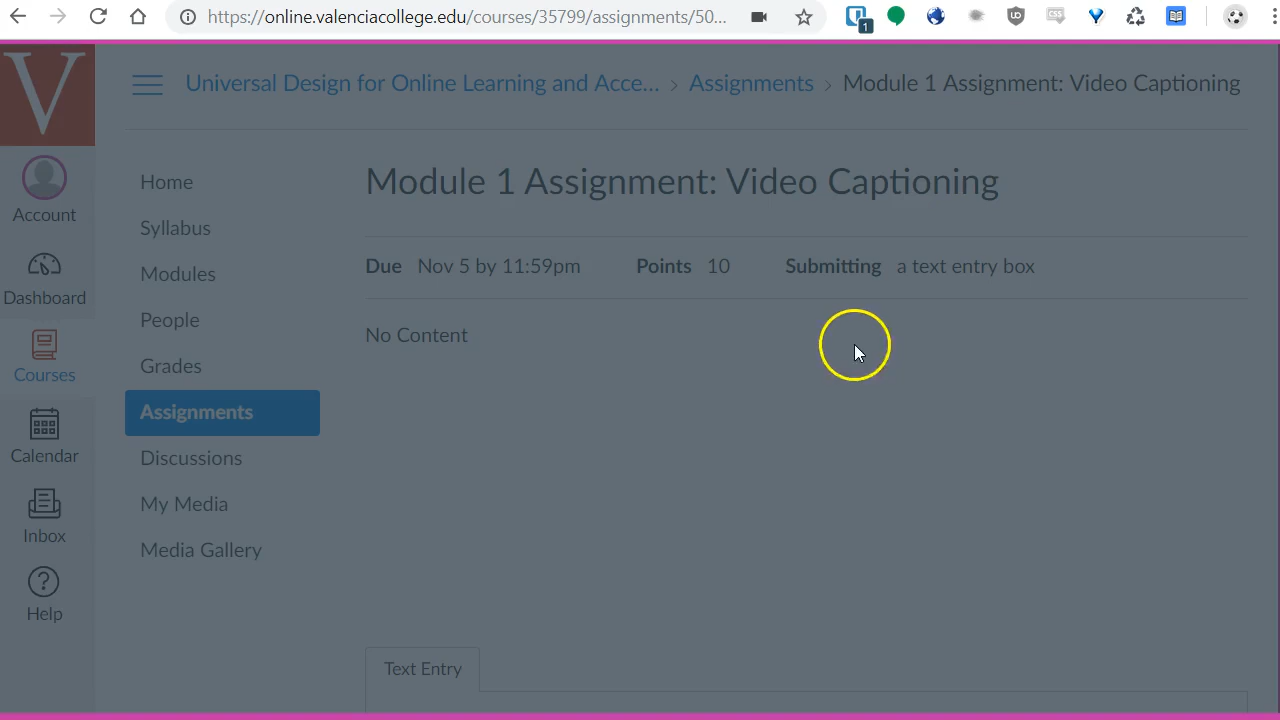 https://online.valenciacollege.edu/courses/35799/assignments/50...
1
V
Universal Design for Online Learning and Acce... › Assignments › Module 1 Assignment: Video Captioning
Account
Dashboard
Courses
Calendar
Inbox
Help
Home
Syllabus
Modules
People
Grades
Assignments
Discussions
My Media
Media Gallery
Module 1 Assignment: Video Captioning
Due Nov 5 by 11:59pm Points 10 Submitting a text entry box
No Content
Text Entry